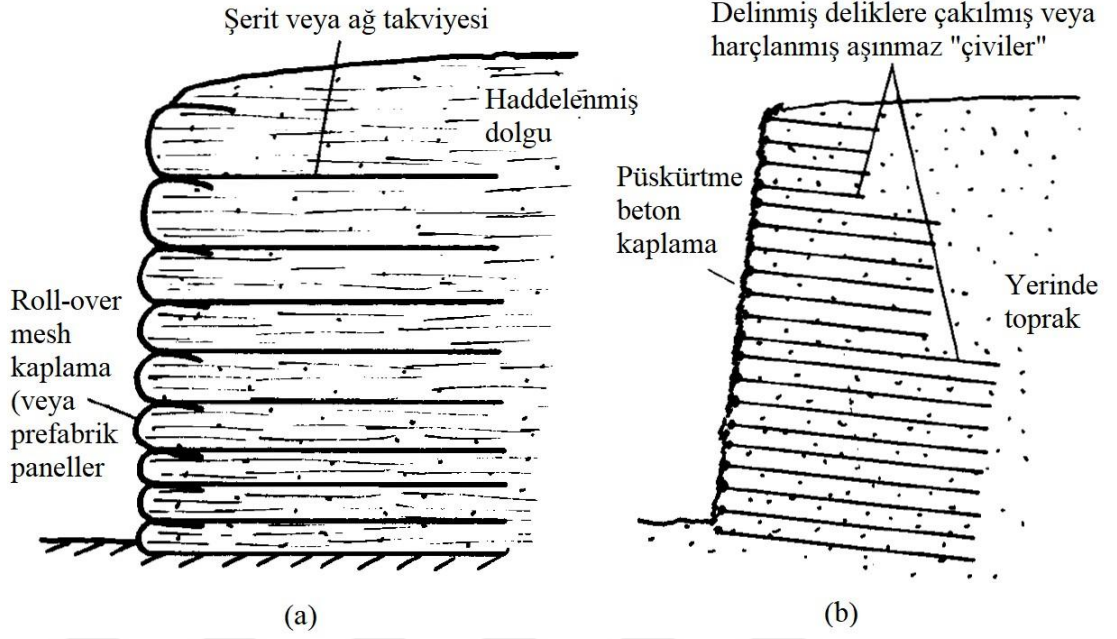 Şerit veya ağ takviyesi
Haddelenmiş
dolgu
Roll-over
mesh
kaplama
(veya
prefabrik
paneller
(a)
Delinmiş deliklere çakılmış veya
harçlanmış aşınmaz "çiviler"
Püskürtme
beton
kaplama
Yerinde
toprak
(b)